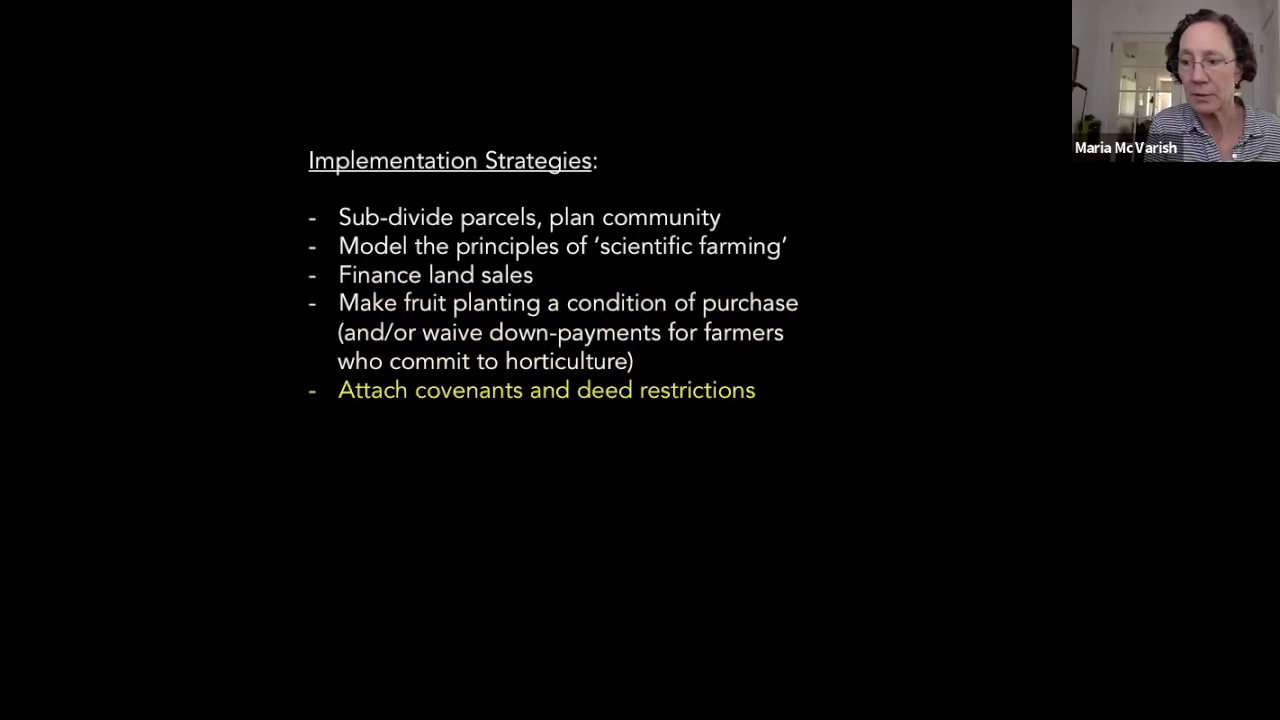 Implementation Strategies:
- Sub-divide parcels, plan community
- Model the principles of ‘scientific farming’
- Finance land sales
- Make fruit planting a condition of purchase
(and/or waive down-payments for farmers
who commit to horticulture)
- Attach covenants and deed restrictions
Maria McVarish